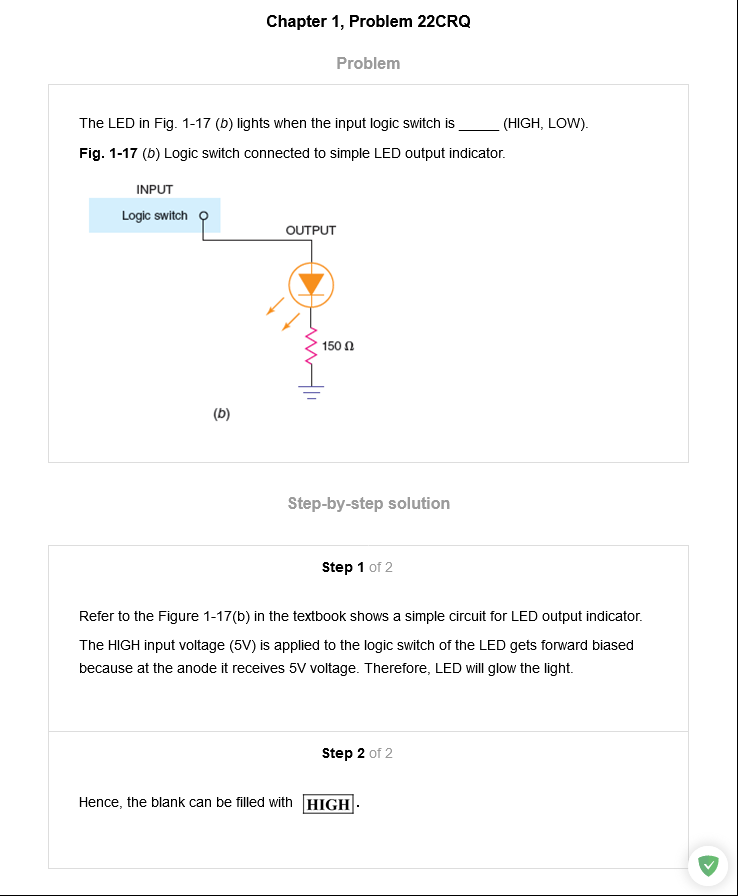 Chapter 1, Problem 22CRQ
Problem
The LED in Fig. 1-17 (b) lights when the input logic switch is _____ (HIGH, LOW).
Fig. 1-17 (b) Logic switch connected to simple LED output indicator.
INPUT
Logic switch
OUTPUT
150 Ω
(b)
Step-by-step solution
Step 1 of 2
Refer to the Figure 1-17(b) in the textbook shows a simple circuit for LED output indicator.
The HIGH input voltage (5V) is applied to the logic switch of the LED gets forward biased
because at the anode it receives 5V voltage. Therefore, LED will glow the light.
Step 2 of 2
Hence, the blank can be filled with HIGH.